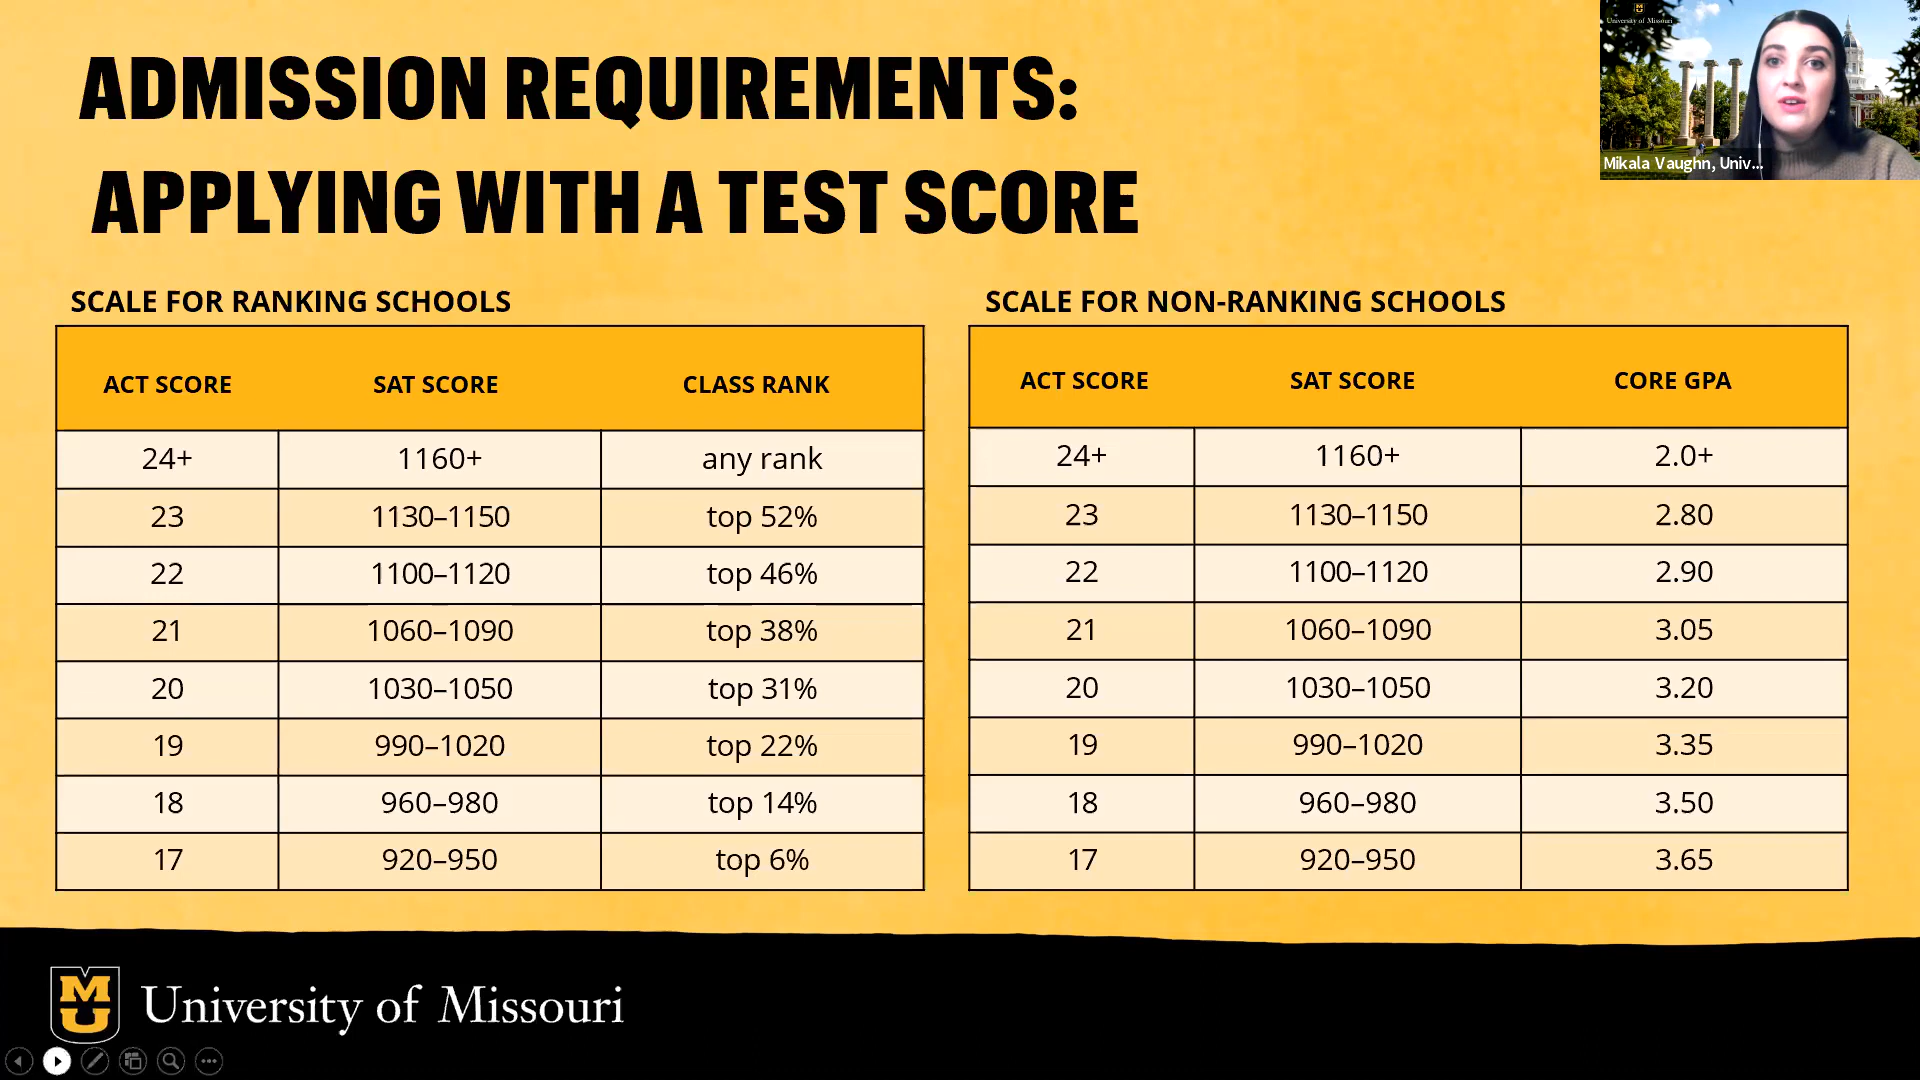 ADMISSION REQUIREMENTS:
APPLYING WITH A TEST SCORE
University of Missouri
Mikala Vaughn, Univ...
SCALE FOR RANKING SCHOOLS
ACT SCORE SAT SCORE CLASS RANK
24+ 1160+ any rank
23 1130–1150 top 52%
22 1100–1120 top 46%
21 1060–1090 top 38%
20 1030–1050 top 31%
19 990–1020 top 22%
18 960–980 top 14%
17 920–950 top 6%
SCALE FOR NON-RANKING SCHOOLS
ACT SCORE SAT SCORE CORE GPA
24+ 1160+ 2.0+
23 1130–1150 2.80
22 1100–1120 2.90
21 1060–1090 3.05
20 1030–1050 3.20
19 990–1020 3.35
18 960–980 3.50
17 920–950 3.65
MU University of Missouri